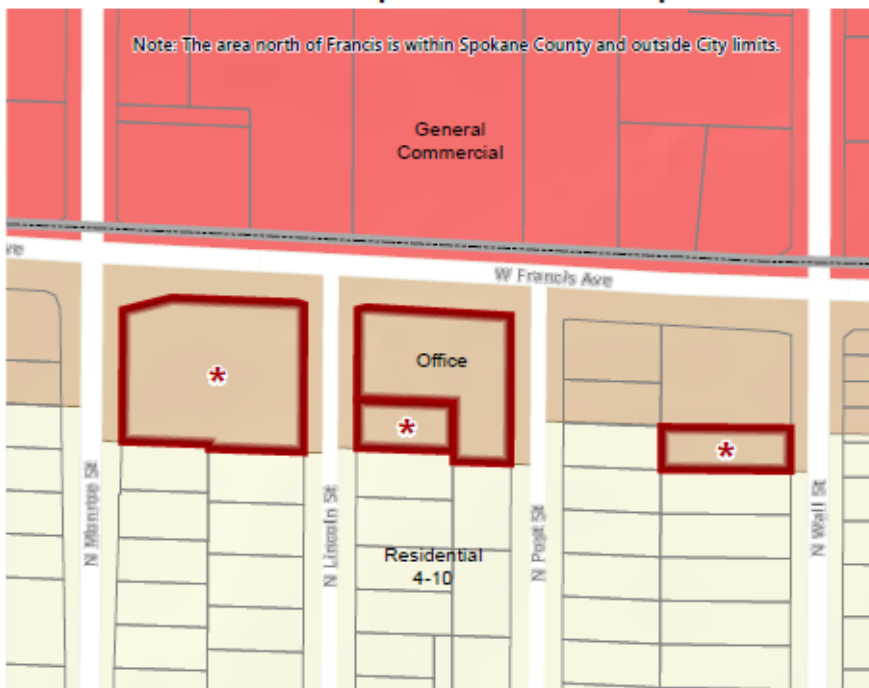 Note: The area north of Francis is within Spokane County and outside City limits.
General
Commercial
W Francis Ave
Office
*
*
*
N Monroe St
N Lincoln St
N Post St
N Wall St
Residential
4-10